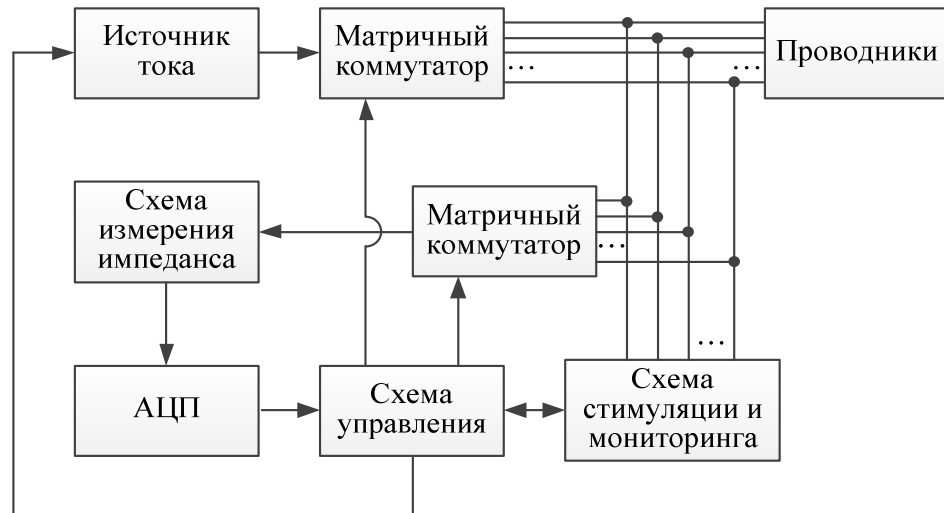 Источник
тока
Матричный
коммутатор
...
...
Проводники
Схема
измерения
импеданса
Матричный
коммутатор
...
...
АЦП
Схема
управления
Схема
стимуляции и
мониторинга